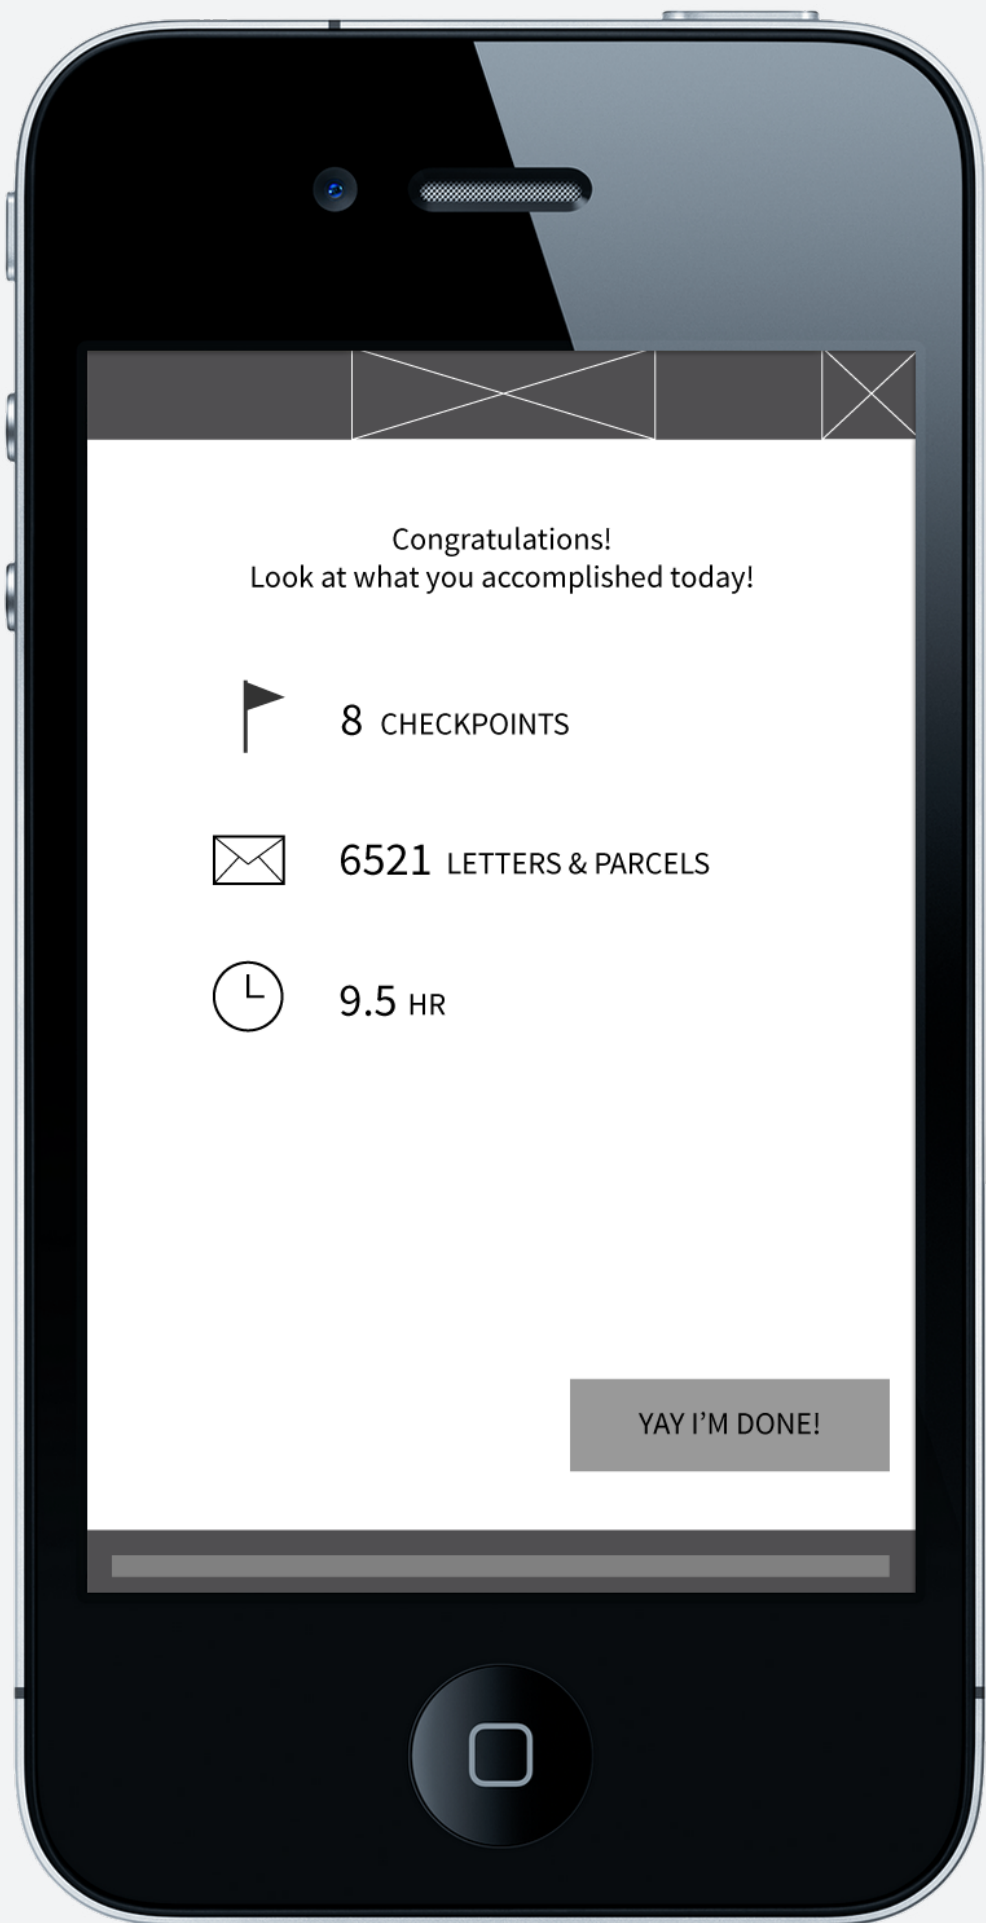 Congratulations!
Look at what you accomplished today!
8 CHECKPOINTS
6521 LETTERS & PARCELS
9.5 HR
YAY I’M DONE!